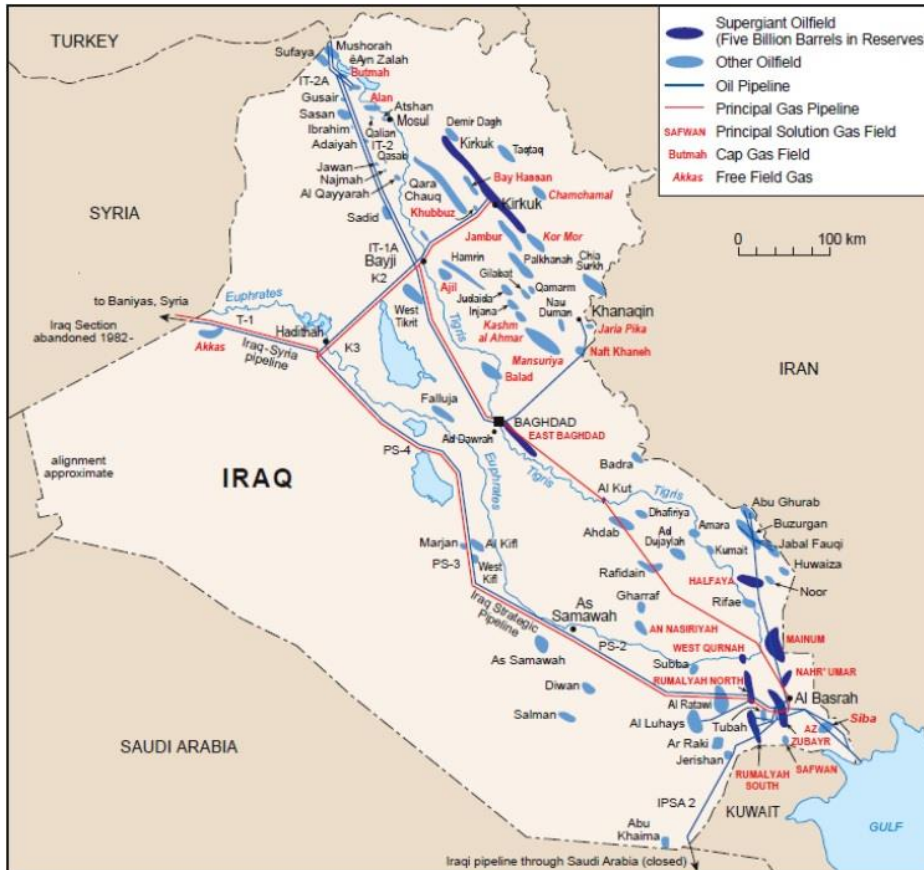 TURKEY
SYRIA
SAUDI ARABIA
IRAN
KUWAIT
GULF
IRAQ
Supergiant Oilfield
(Five Billion Barrels in Reserves
Other Oilfield
Oil Pipeline
Principal Gas Pipeline
SAFWAN Principal Solution Gas Field
Butmah Cap Gas Field
Akkas Free Field Gas
0 100 km
Sufaya
Mushorah
ëAyn Zalah
Butmah
IT-2A
Gusair
Alan
Sasan
Atshan
Mosul
Ibrahim
Qalian
Adaiyah
IT-2
Qasab
Jawan
Najmah
Al Qayyarah
Qara
Chauq
Sadid
Demir Dagh
Kirkuk
Taqtaq
Bay Hassan
Chamchamal
Khubbuz
Kirkuk
Jambur
Kor Mor
IT-1A
Bayji
K2
Hamrin
Palkhanah
Chia
Surkh
Gilabat
Qamarm
Ajil
Judaida
Injana
Nau
Duman
Khanaqin
Kashm
al Ahmar
Jaria Pika
Mansuriya
Naft Khaneh
West
Tikrit
Tigris
Balad
to Baniyas, Syria
Euphrates
T-1
Iraq Section
abandoned 1982-
Akkas
Iraq-Syria
pipeline
Hadithah
K3
Falluja
BAGHDAD
Ad Dawrah
EAST BAGHDAD
alignment
approximate
PS-4
Euphrates
Tigris
Badra
Al Kut
Tigris
Abu Ghurab
Buzurgan
Dhafiriya
Amara
Ahdab
Ad
Dujaylah
Kumait
Jabal Fauqi
Huwaiza
Marjan
Al Kifl
PS-3
West
Kifl
Rafidain
HALFAYA
Noor
Gharraf
Rifae
Iraq Strategic
Pipeline
As
Samawah
AN NASIRIYAH
PS-2
WEST QURNAH
MAINUM
As Samawah
Subba
NAHR' UMAR
RUMALYAH NORTH
Diwan
Al Ratawi
Al Basrah
Salman
Al Luhays
Tubah
AZ
ZUBAYR
Siba
Ar Raki
Jerishan
RUMALYAH
SOUTH
SAFWAN
IPSA 2
Abu
Khaima
Iraqi pipeline through Saudi Arabia (closed)